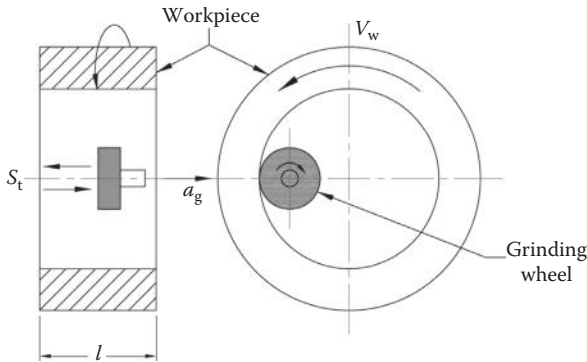 Workpiece
V_w
S_t
a_g
Grinding
wheel
l